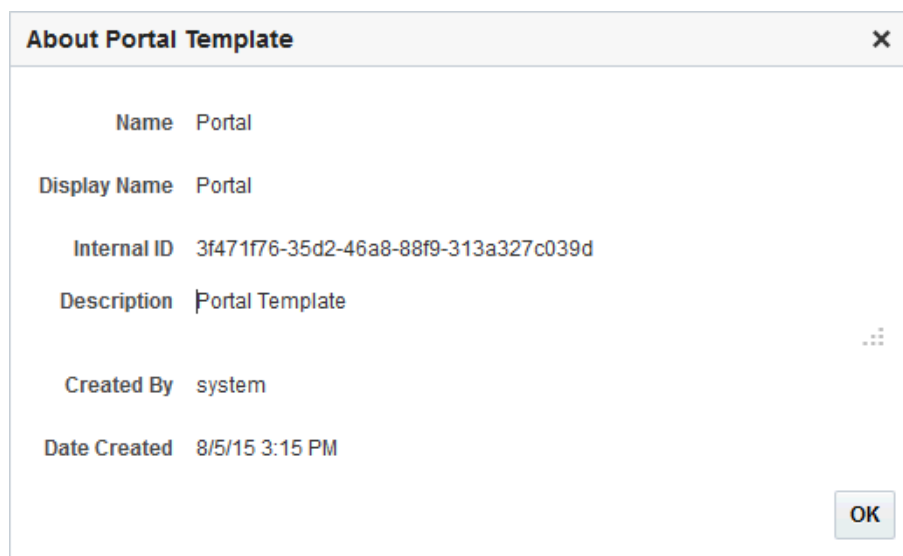 About Portal Template
Name Portal
Display Name Portal
Internal ID 3f471f76-35d2-46a8-88f9-313a327c039d
Description Portal Template
Created By system
Date Created 8/5/15 3:15 PM
OK